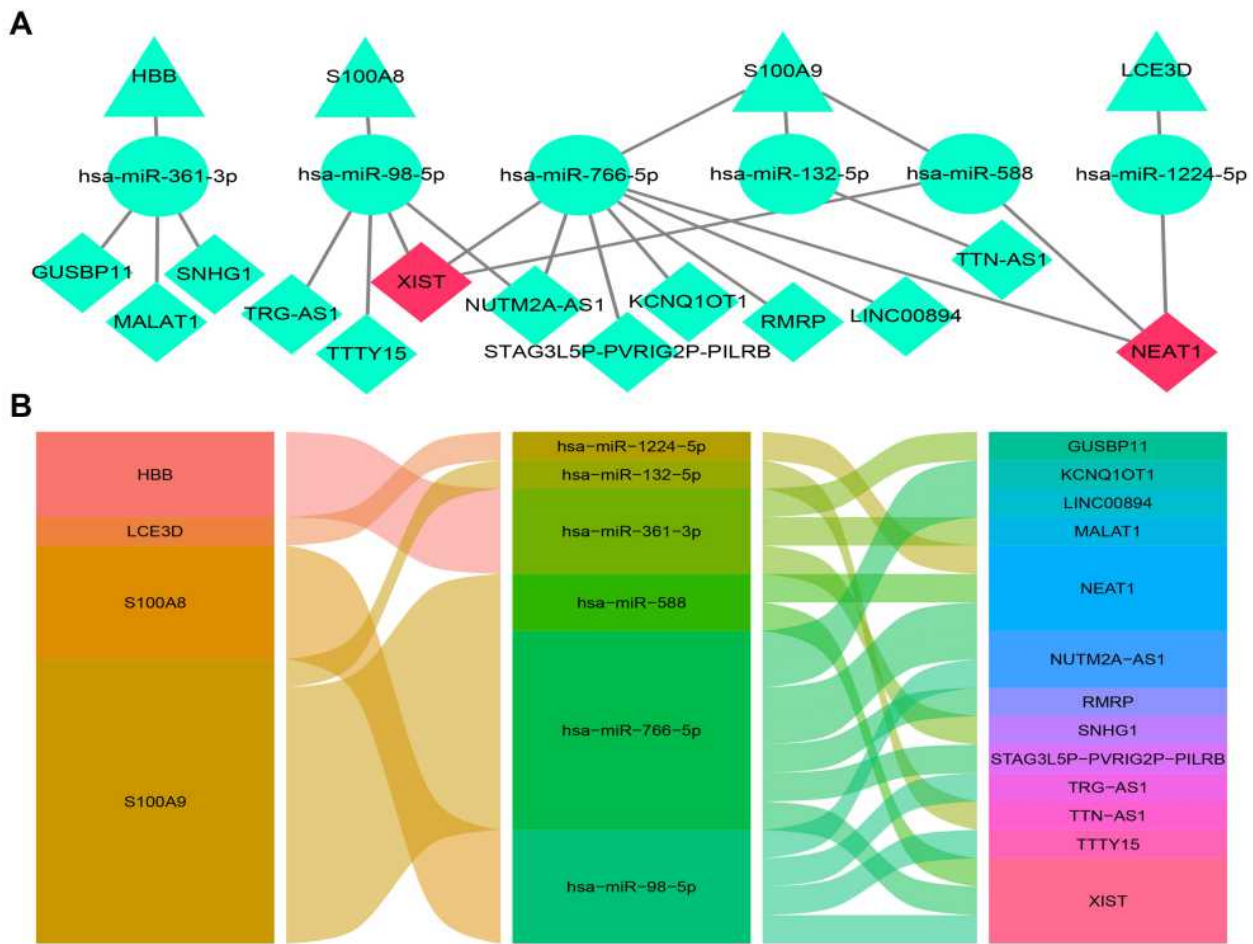 A
HBB
S100A8
S100A9
LCE3D
hsa-miR-361-3p
hsa-miR-98-5p
hsa-miR-766-5p
hsa-miR-132-5p
hsa-miR-588
hsa-miR-1224-5p
GUSBP11
SNHG1
XIST
TTN-AS1
MALAT1
TRG-AS1
NUTM2A-AS1
KCNQ1OT1
RMRP
LINC00894
TTTY15
STAG3L5P-PVRIG2P-PILRB
NEAT1
B
HBB
LCE3D
S100A8
S100A9
hsa−miR−1224−5p
hsa−miR−132−5p
hsa−miR−361−3p
hsa−miR−588
hsa−miR−766−5p
hsa−miR−98−5p
GUSBP11
KCNQ1OT1
LINC00894
MALAT1
NEAT1
NUTM2A−AS1
RMRP
SNHG1
STAG3L5P−PVRIG2P−PILRB
TRG−AS1
TTN−AS1
TTTY15
XIST